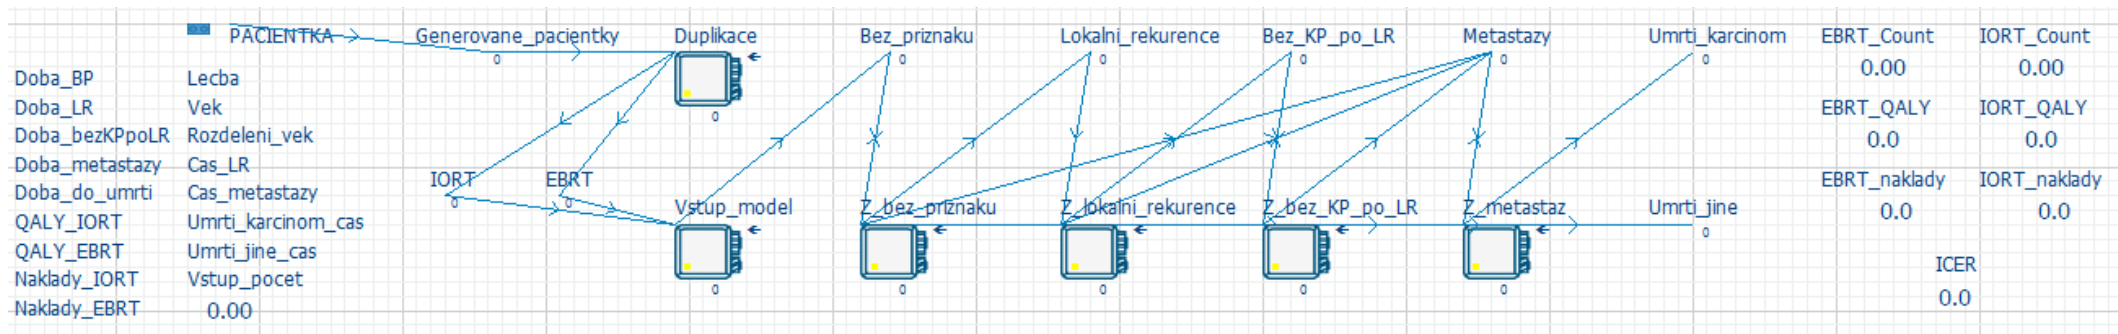 PACIENTKA Generovane_pacientky Duplikace Bez_priznaku Lokalni_rekurence Bez_KP_po_LR Metastazy Umrti_karcinom EBRT_Count IORT_Count
0 0 0 0 0 0 0.00 0.00
Doba_BP Lecba
Doba_LR Vek EBRT_QALY IORT_QALY
0
Doba_bezKPpoLR Rozdeleni_vek 0.0 0.0
Doba_metastazy Cas_LR
Doba_do_umrti Cas_metastazy IORT EBRT EBRT_naklady IORT_naklady
0 0
QALY_IORT Umrti_karcinom_cas Vstup_model Z_bez_priznaku Z_lokalni_rekurence Z_bez_KP_po_LR Z_metastaz Umrti_jine 0.0 0.0
0
QALY_EBRT Umrti_jine_cas
Naklady_IORT Vstup_pocet ICER
0 0 0 0 0
Naklady_EBRT 0.00 0.0